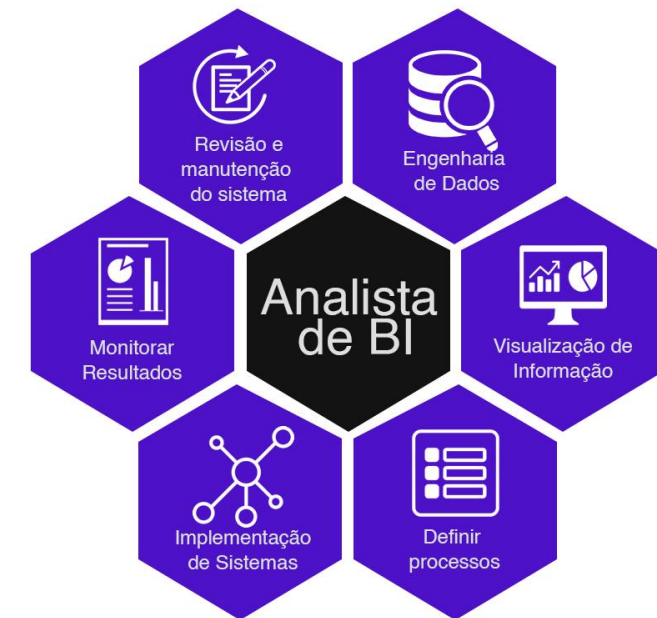 Revisão e
manutenção
do sistema
Engenharia
de Dados
Monitorar
Resultados
Analista
de BI
Visualização de
Informação
Implementação
de Sistemas
Definir
processos